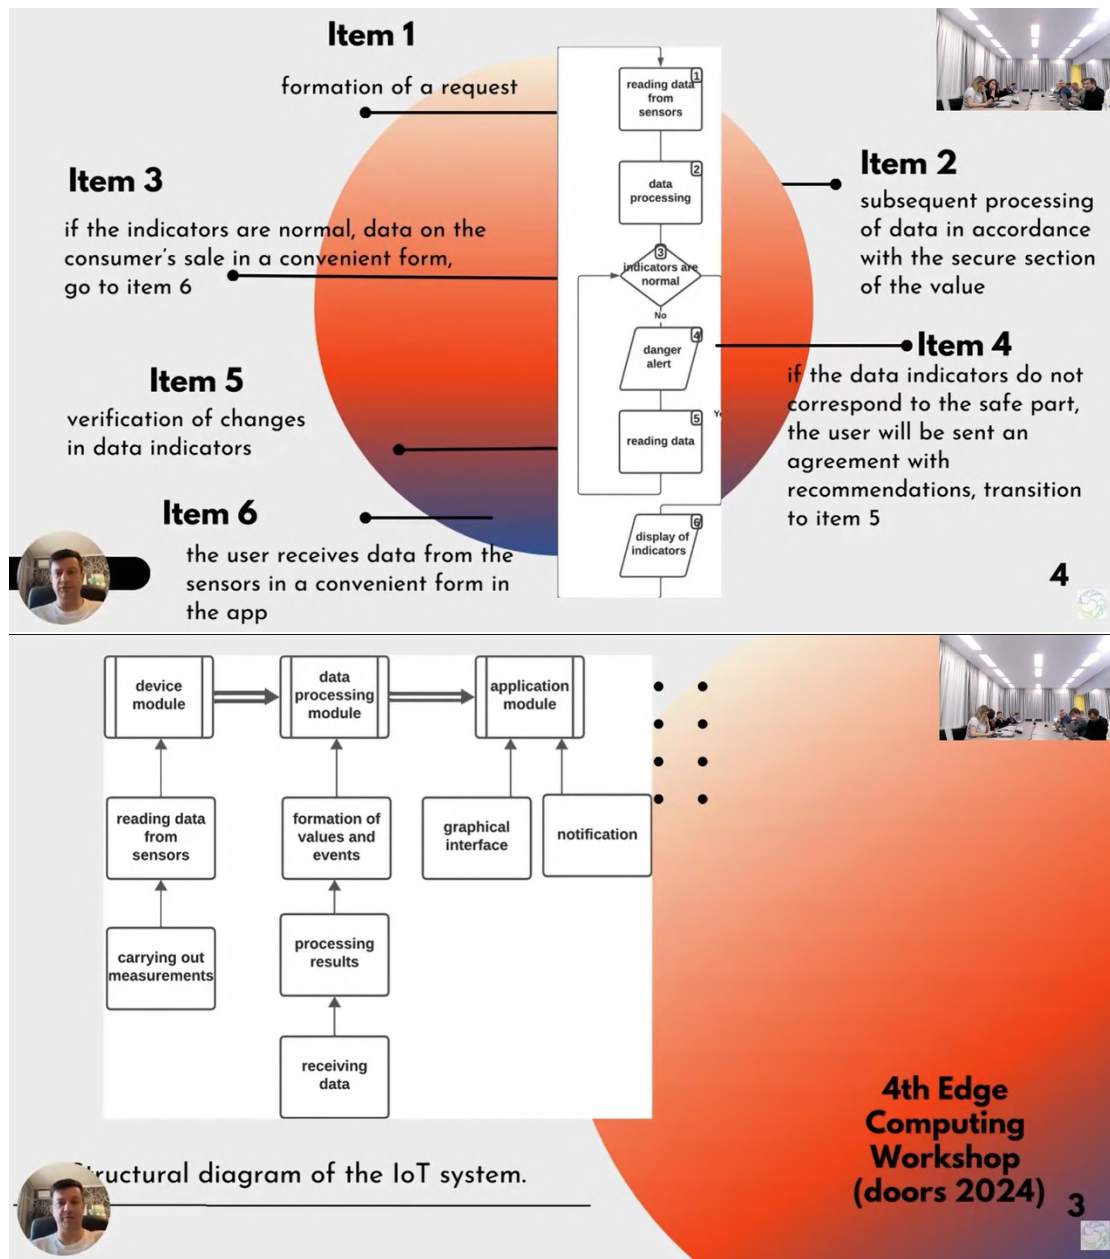 Item 1
formation of a request
Item 3
if the indicators are normal, data on the
consumer's sale in a convenient form,
go to item 6
Item 5
verification of changes
in data indicators
Item 6
the user receives data from the
sensors in a convenient form in
the app
1
reading data
from
sensors
2
data
processing
3
indicators are
normal
No
4
danger
alert
5
reading data
6
display of
indicators
Item 2
subsequent processing
of data in accordance
with the secure section
of the value
Item 4
if the data indicators do not
correspond to the safe part,
the user will be sent an
agreement with
recommendations, transition
to item 5
4
device
module
data
processing
module
application
module
reading data
from
sensors
formation of
values and
events
graphical
interface
notification
carrying out
measurements
processing
results
receiving
data
diagram of the IoT system.
4th Edge
Computing
Workshop
(doors 2024)
3